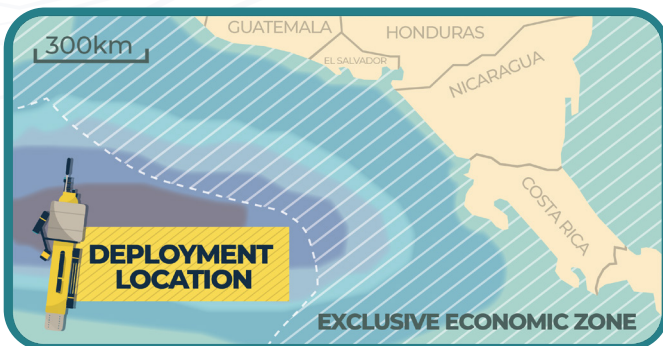 GUATEMALA
HONDURAS
300km
EL SALVADOR
NICARAGUA
COSTA RICA
DEPLOYMENT
LOCATION
EXCLUSIVE ECONOMIC ZONE